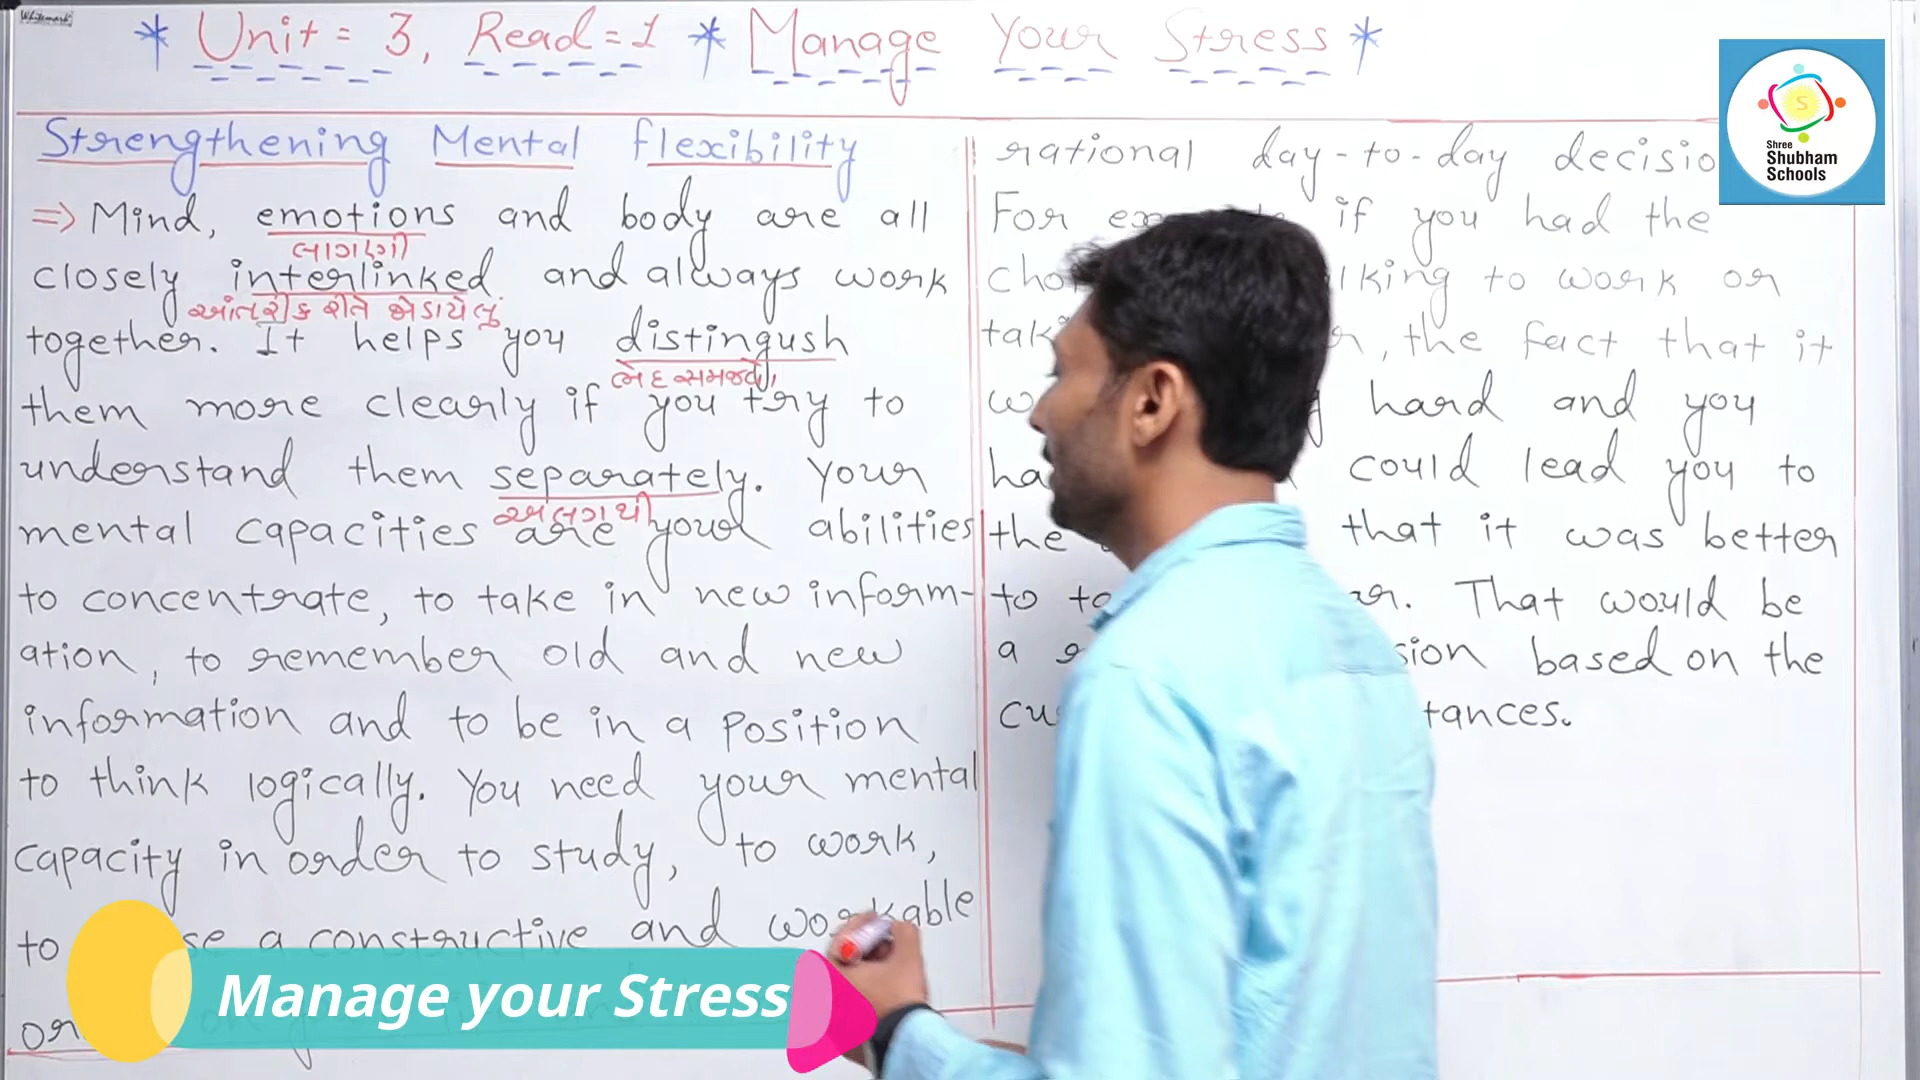 Whitemark
* Unit = 3, Read = 1 * Manage Your Stress *
Strengthening Mental flexibility
⇒ Mind, emotions and body are all
લાગણી
closely interlinked and always work
આંતરીક રીતે જોડાયેલું
together. It helps you distingush
ભેદ સમજવો
them more clearly if you try to
understand them separately. Your
અલગથી
mental capacities are your abilities
to concentrate, to take in new inform-
ation, to remember old and new
information and to be in a position
to think logically. You need your mental
capacity in order to study, to work,
to se a constructive and workable
or
rational day-to-day decisio
For if you had the
lking to work or
, the fact that it
hard and you
could lead you to
the that it was better
to . That would be
a sion based on the
tances.
Shree
Shubham
Schools
S
Manage your Stress